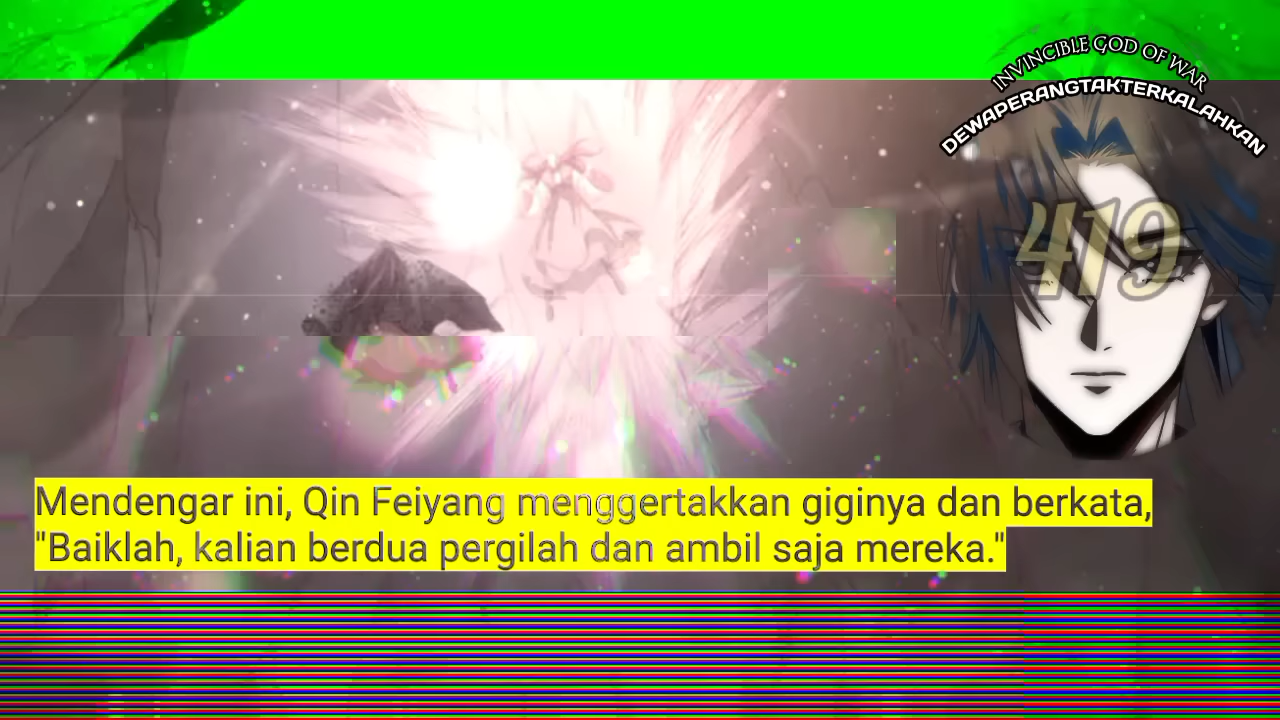 INVINCIBLE GOD OF WAR
DEWAPERANGTAKTERKALAHKAN
419
Mendengar ini, Qin Feiyang menggertakkan giginya dan berkata,
"Baiklah, kalian berdua pergilah dan ambil saja mereka."